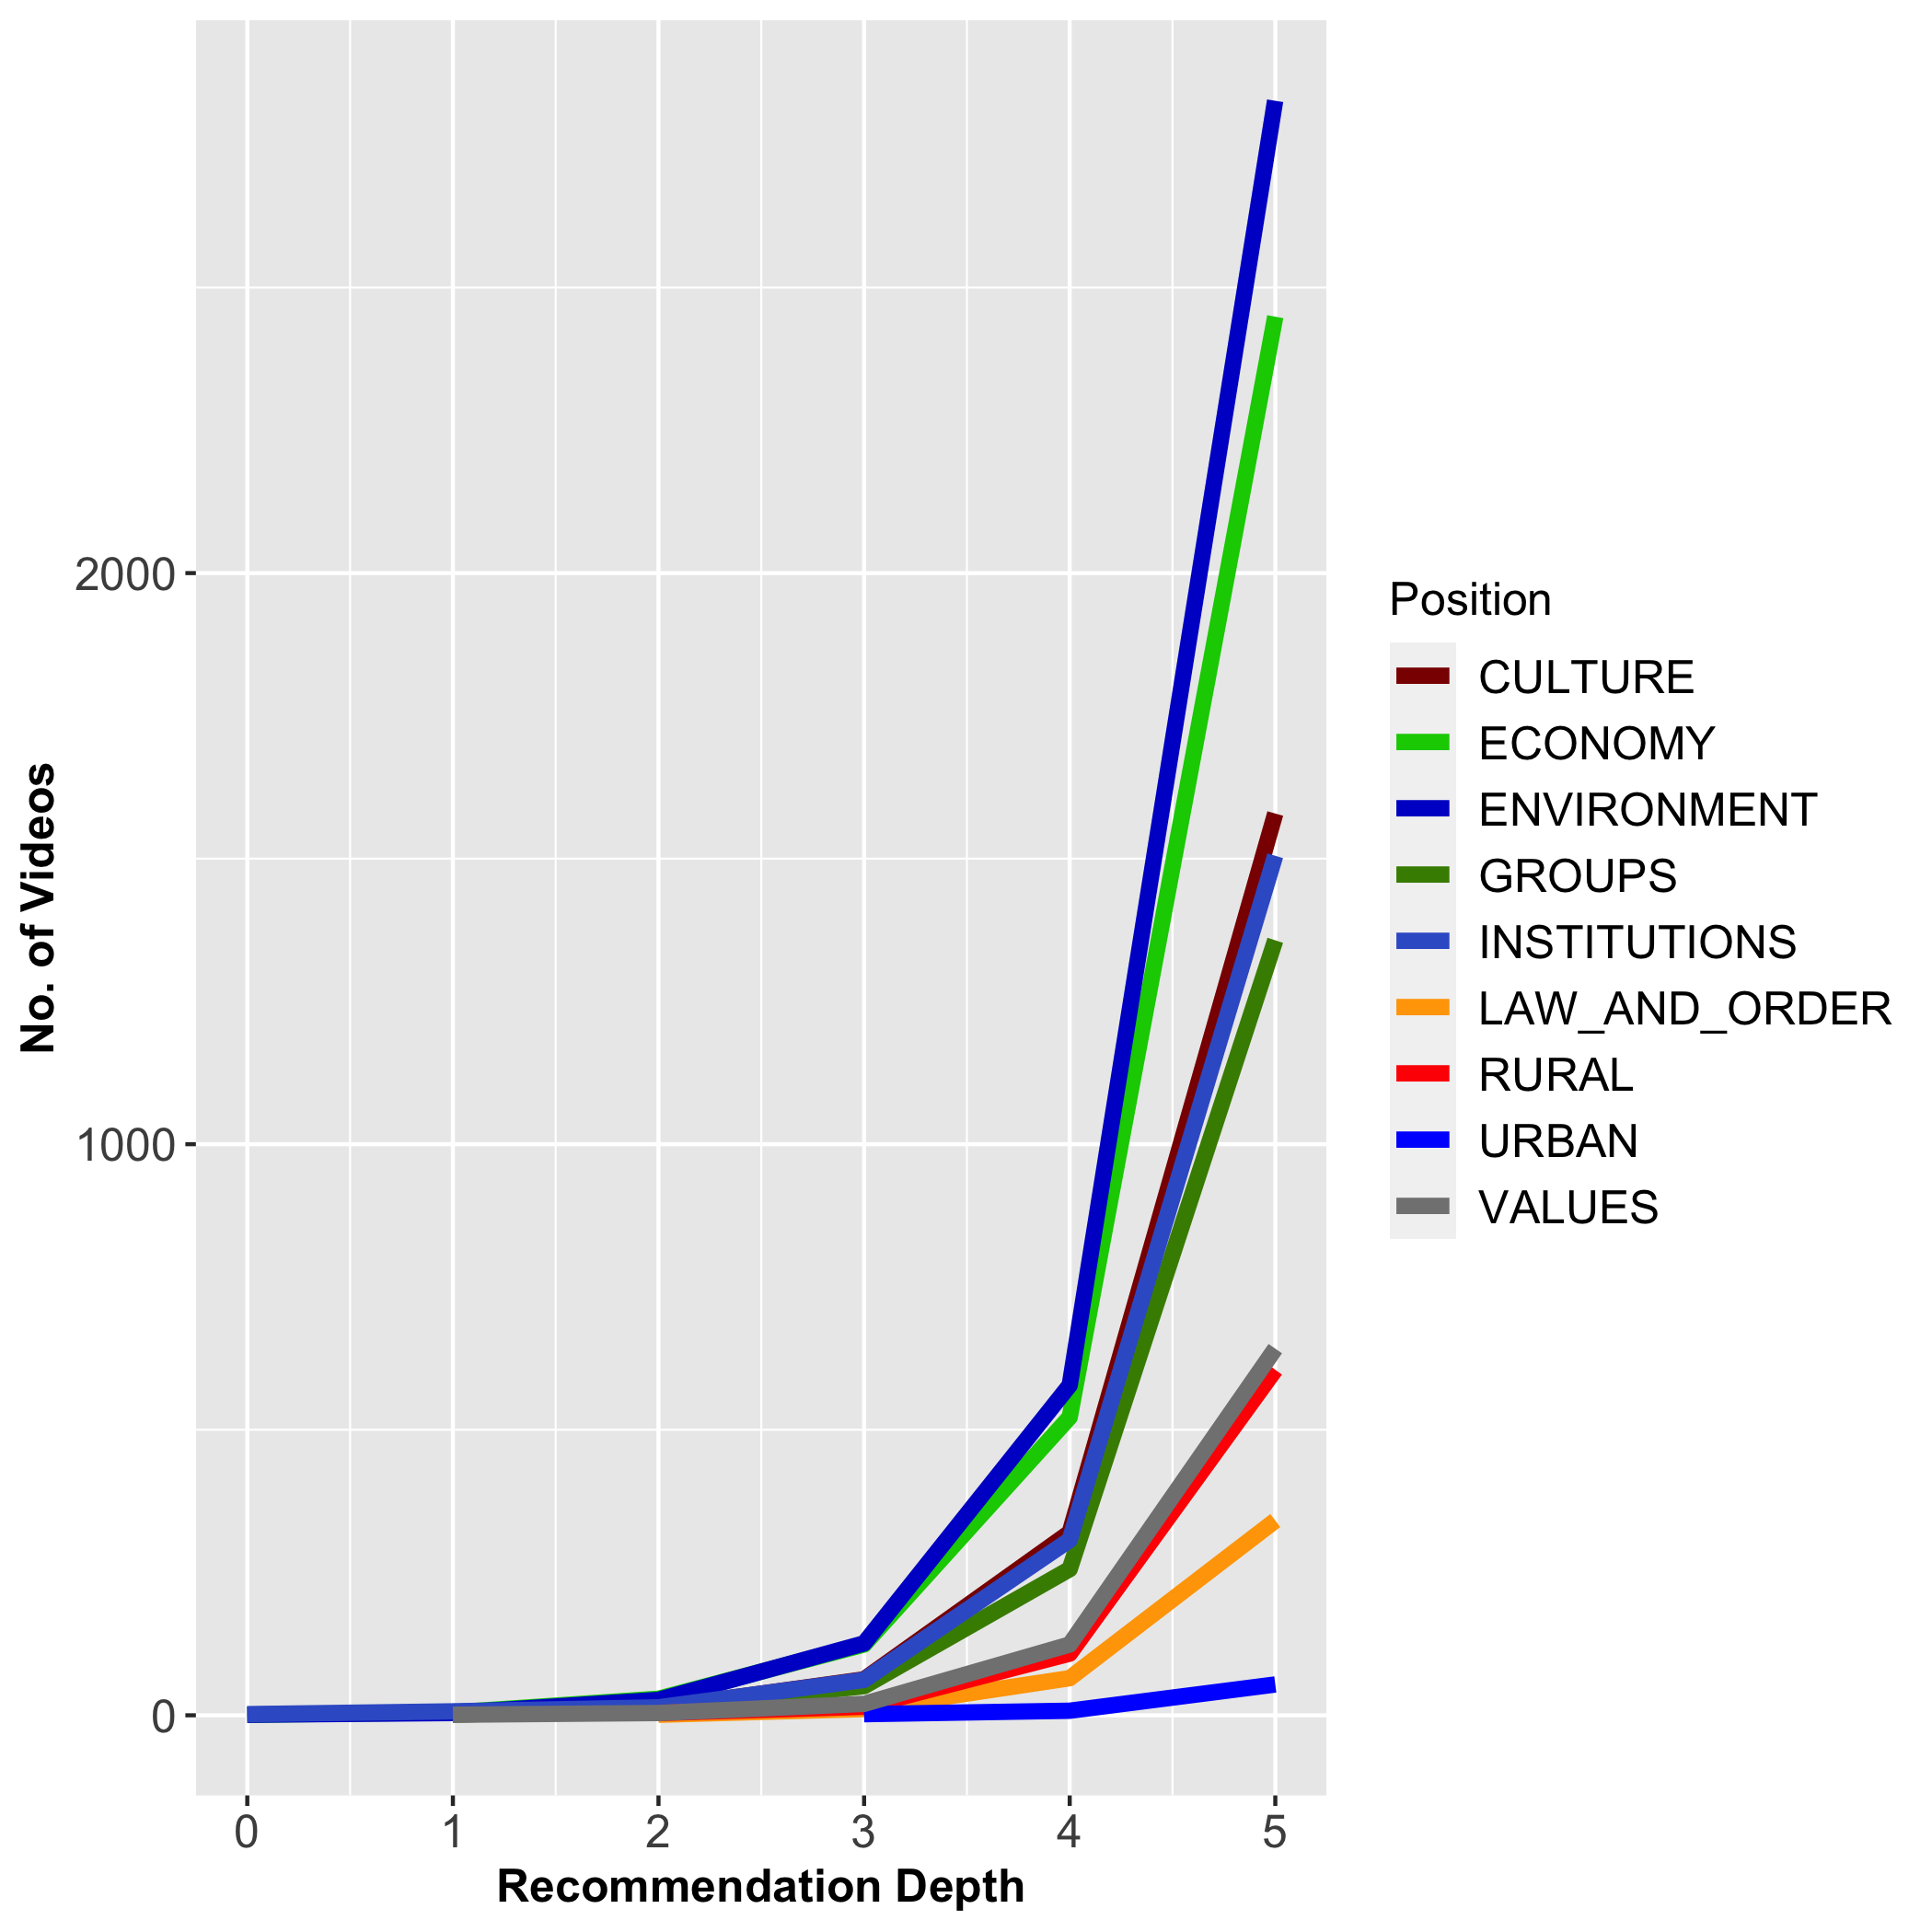 No. of Videos
2000
1000
0
0 1 2 3 4 5
Recommendation Depth
Position
CULTURE
ECONOMY
ENVIRONMENT
GROUPS
INSTITUTIONS
LAW_AND_ORDER
RURAL
URBAN
VALUES